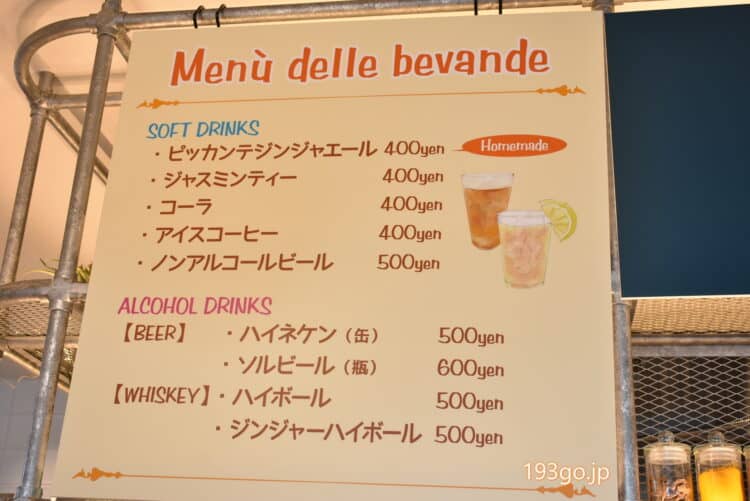 Menù delle bevande
SOFT DRINKS
・ピッカンテジンジャエール 400yen Homemade
・ジャスミンティー 400yen
・コーラ 400yen
・アイスコーヒー 400yen
・ノンアルコールビール 500yen
ALCOHOL DRINKS
【BEER】 ・ハイネケン（缶） 500yen
・ソルビール（瓶） 600yen
【WHISKEY】・ハイボール 500yen
・ジンジャーハイボール 500yen
193go.jp